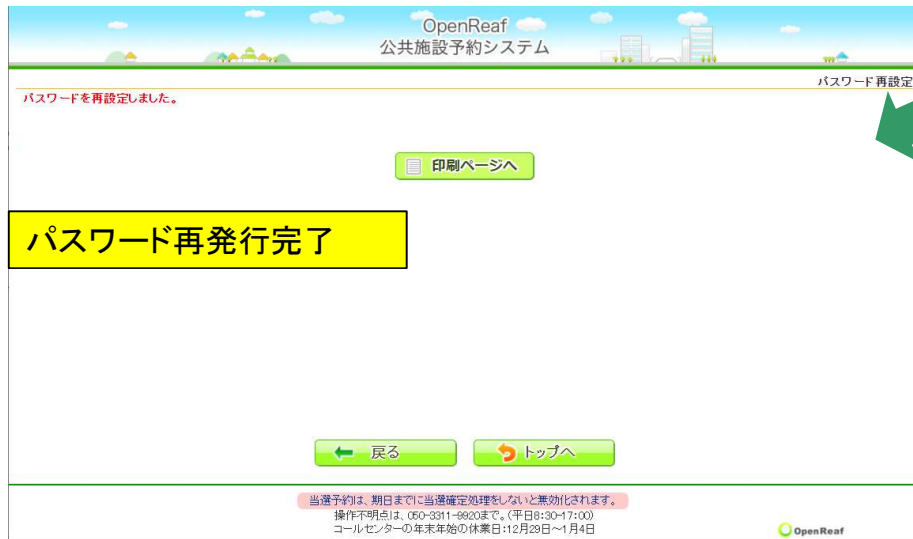 OpenReaf
公共施設予約システム
パスワード再設定
パスワードを再設定しました。
印刷ページへ
パスワード再発行完了
戻る
トップへ
当選予約は、期日までに当選確定処理をしないと無効化されます。
操作不明点は、050-3311-9920まで。(平日8:30-17:00)
コールセンターの年末年始の休業日:12月29日~1月4日
OpenReaf